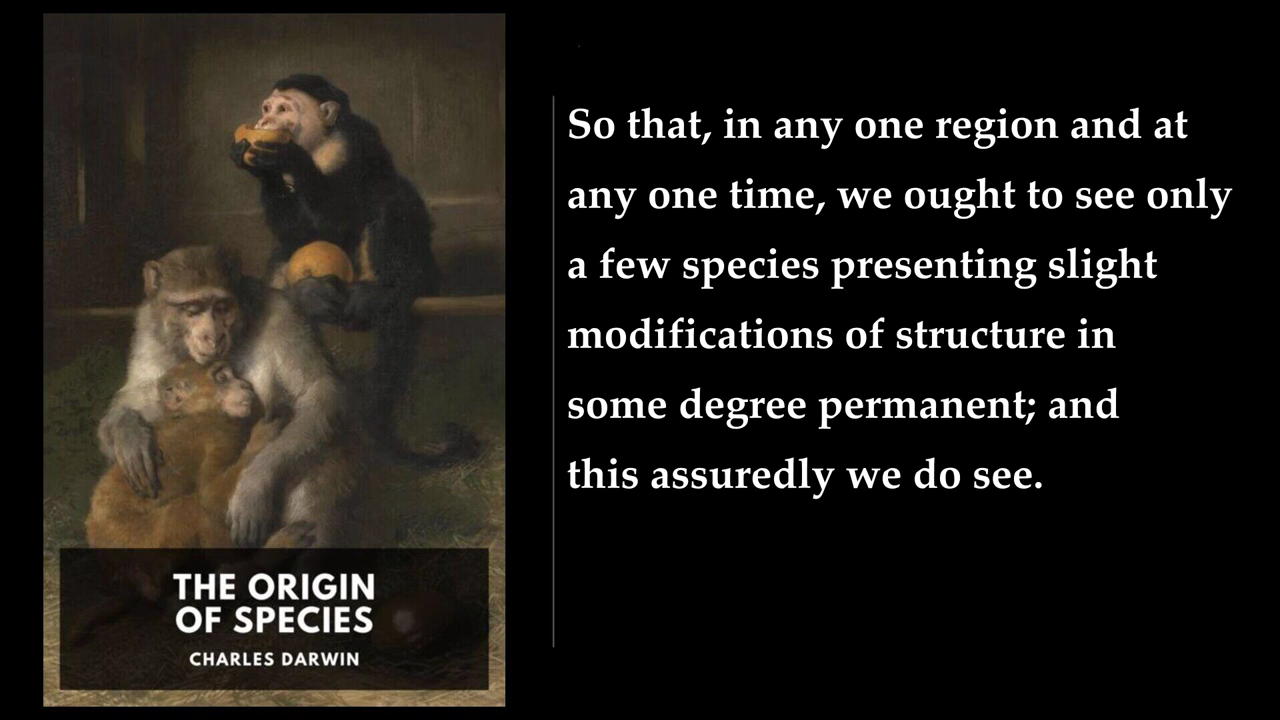 So that, in any one region and at
any one time, we ought to see only
a few species presenting slight
modifications of structure in
some degree permanent; and
this assuredly we do see.
THE ORIGIN
OF SPECIES
CHARLES DARWIN